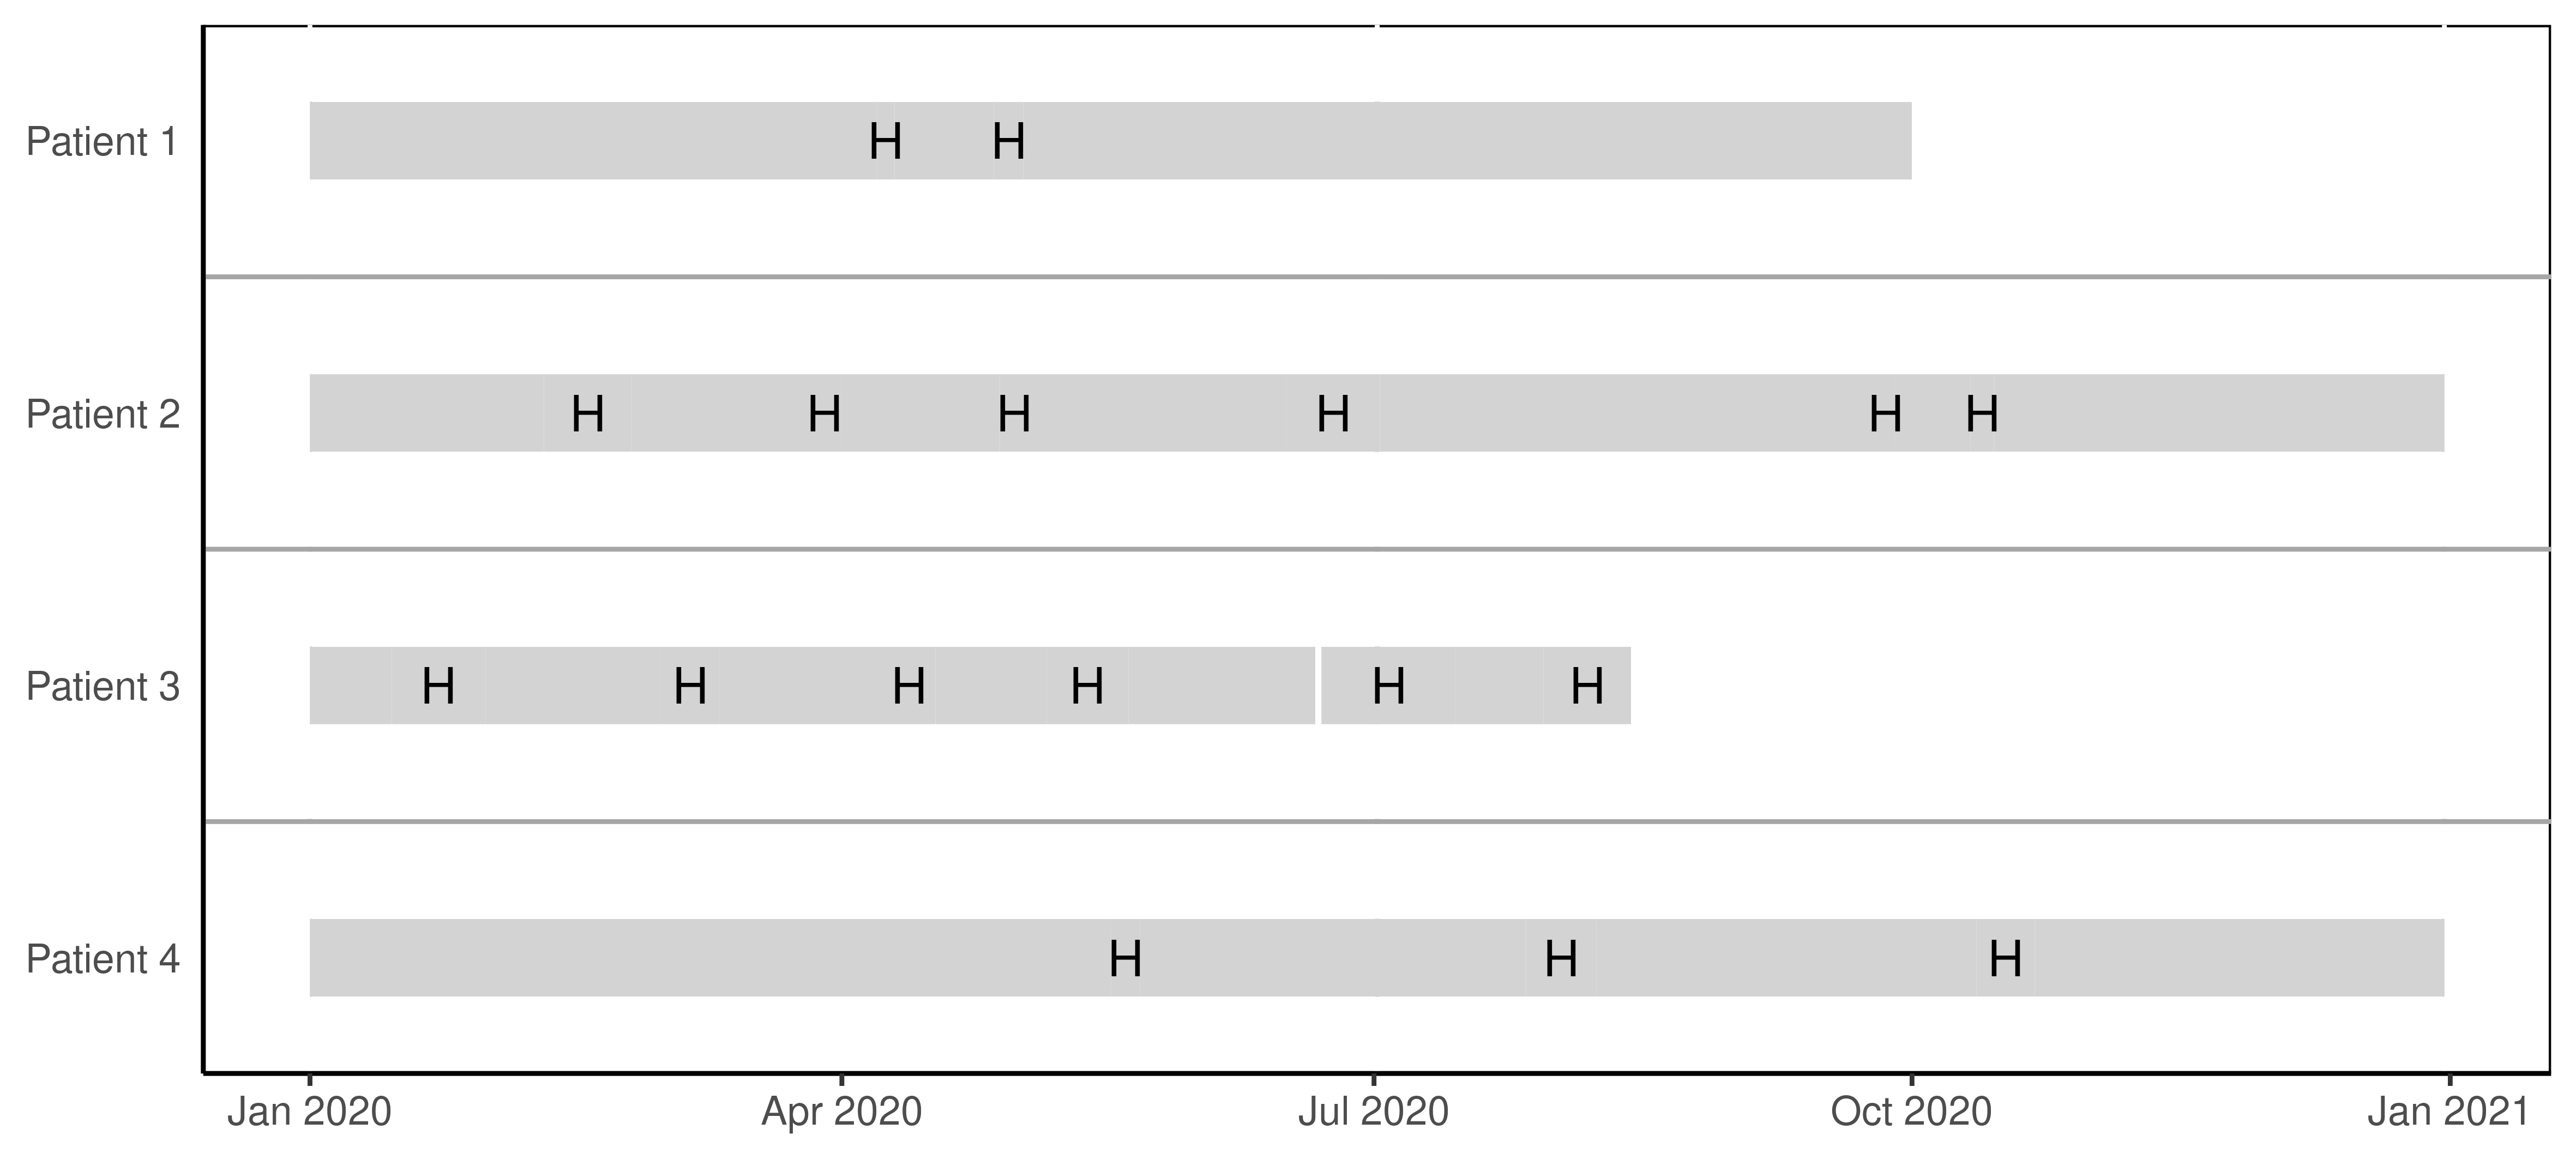 Patient 1 H H
Patient 2 H H H H H H
Patient 3 H H H H H H
Patient 4 H H H
Jan 2020 Apr 2020 Jul 2020 Oct 2020 Jan 2021